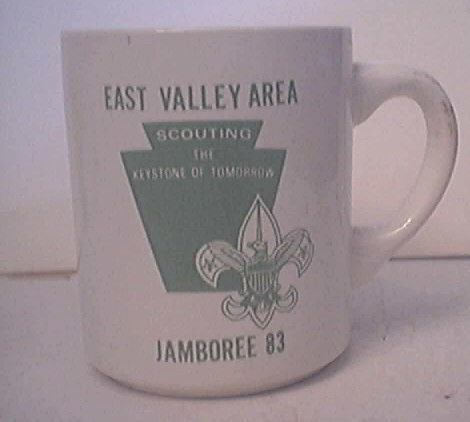 EAST VALLEY AREA
SCOUTING
THE
KEYSTONE OF TOMORROW
JAMBOREE 83